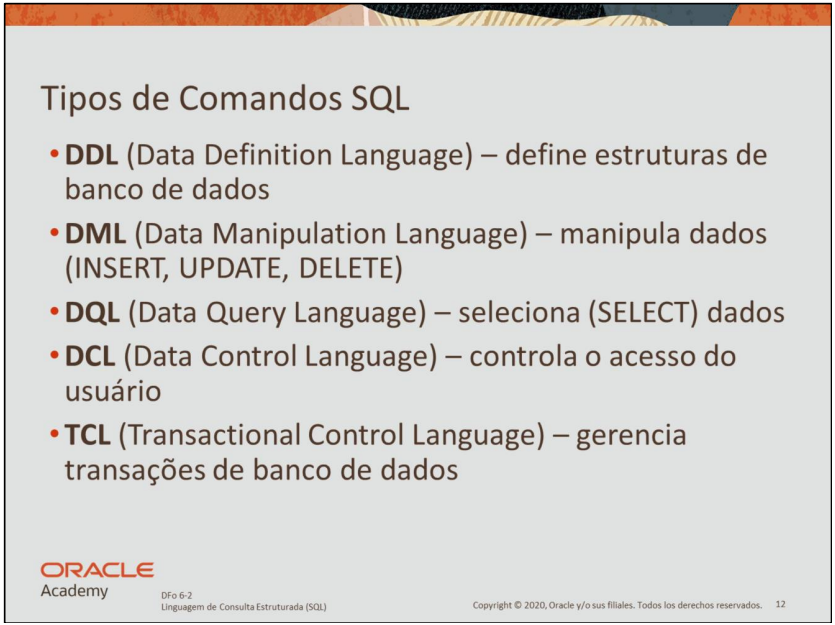 Tipos de Comandos SQL
• DDL (Data Definition Language) – define estruturas de
banco de dados
• DML (Data Manipulation Language) – manipula dados
(INSERT, UPDATE, DELETE)
• DQL (Data Query Language) – seleciona (SELECT) dados
• DCL (Data Control Language) – controla o acesso do
usuário
• TCL (Transactional Control Language) – gerencia
transações de banco de dados
ORACLE
Academy
DFo 6-2
Linguagem de Consulta Estruturada (SQL)
Copyright © 2020, Oracle y/o sus filiales. Todos los derechos reservados. 12